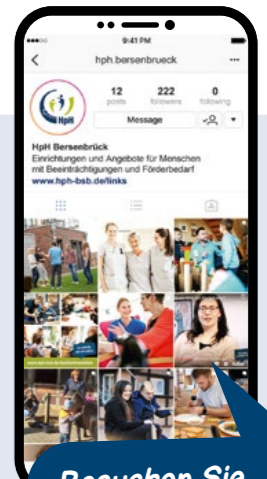 9:41 PM
hph.bersenbrueck
HpH
12 222 0
posts followers following
Message
HpH Bersenbrück
Einrichtungen und Angebote für Menschen
mit Beeinträchtigungen und Förderbedarf
www.hph-bsb.de/links
Besuchen Sie